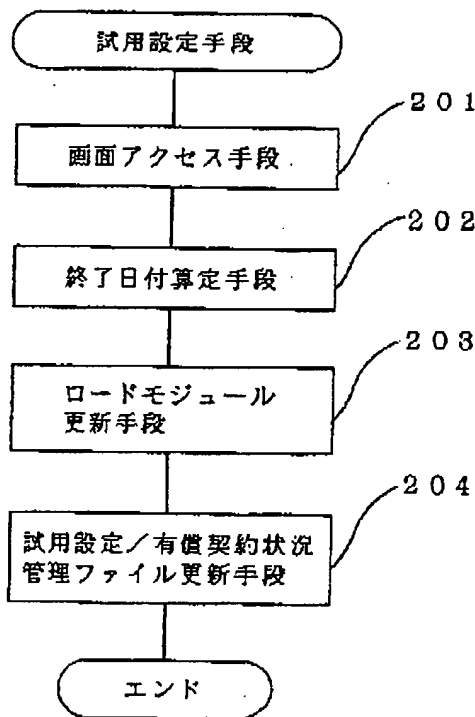 試用設定手段
201
画面アクセス手段
202
終了日付算定手段
203
ロードモジュール
更新手段
204
試用設定／有償契約状況
管理ファイル更新手段
エンド